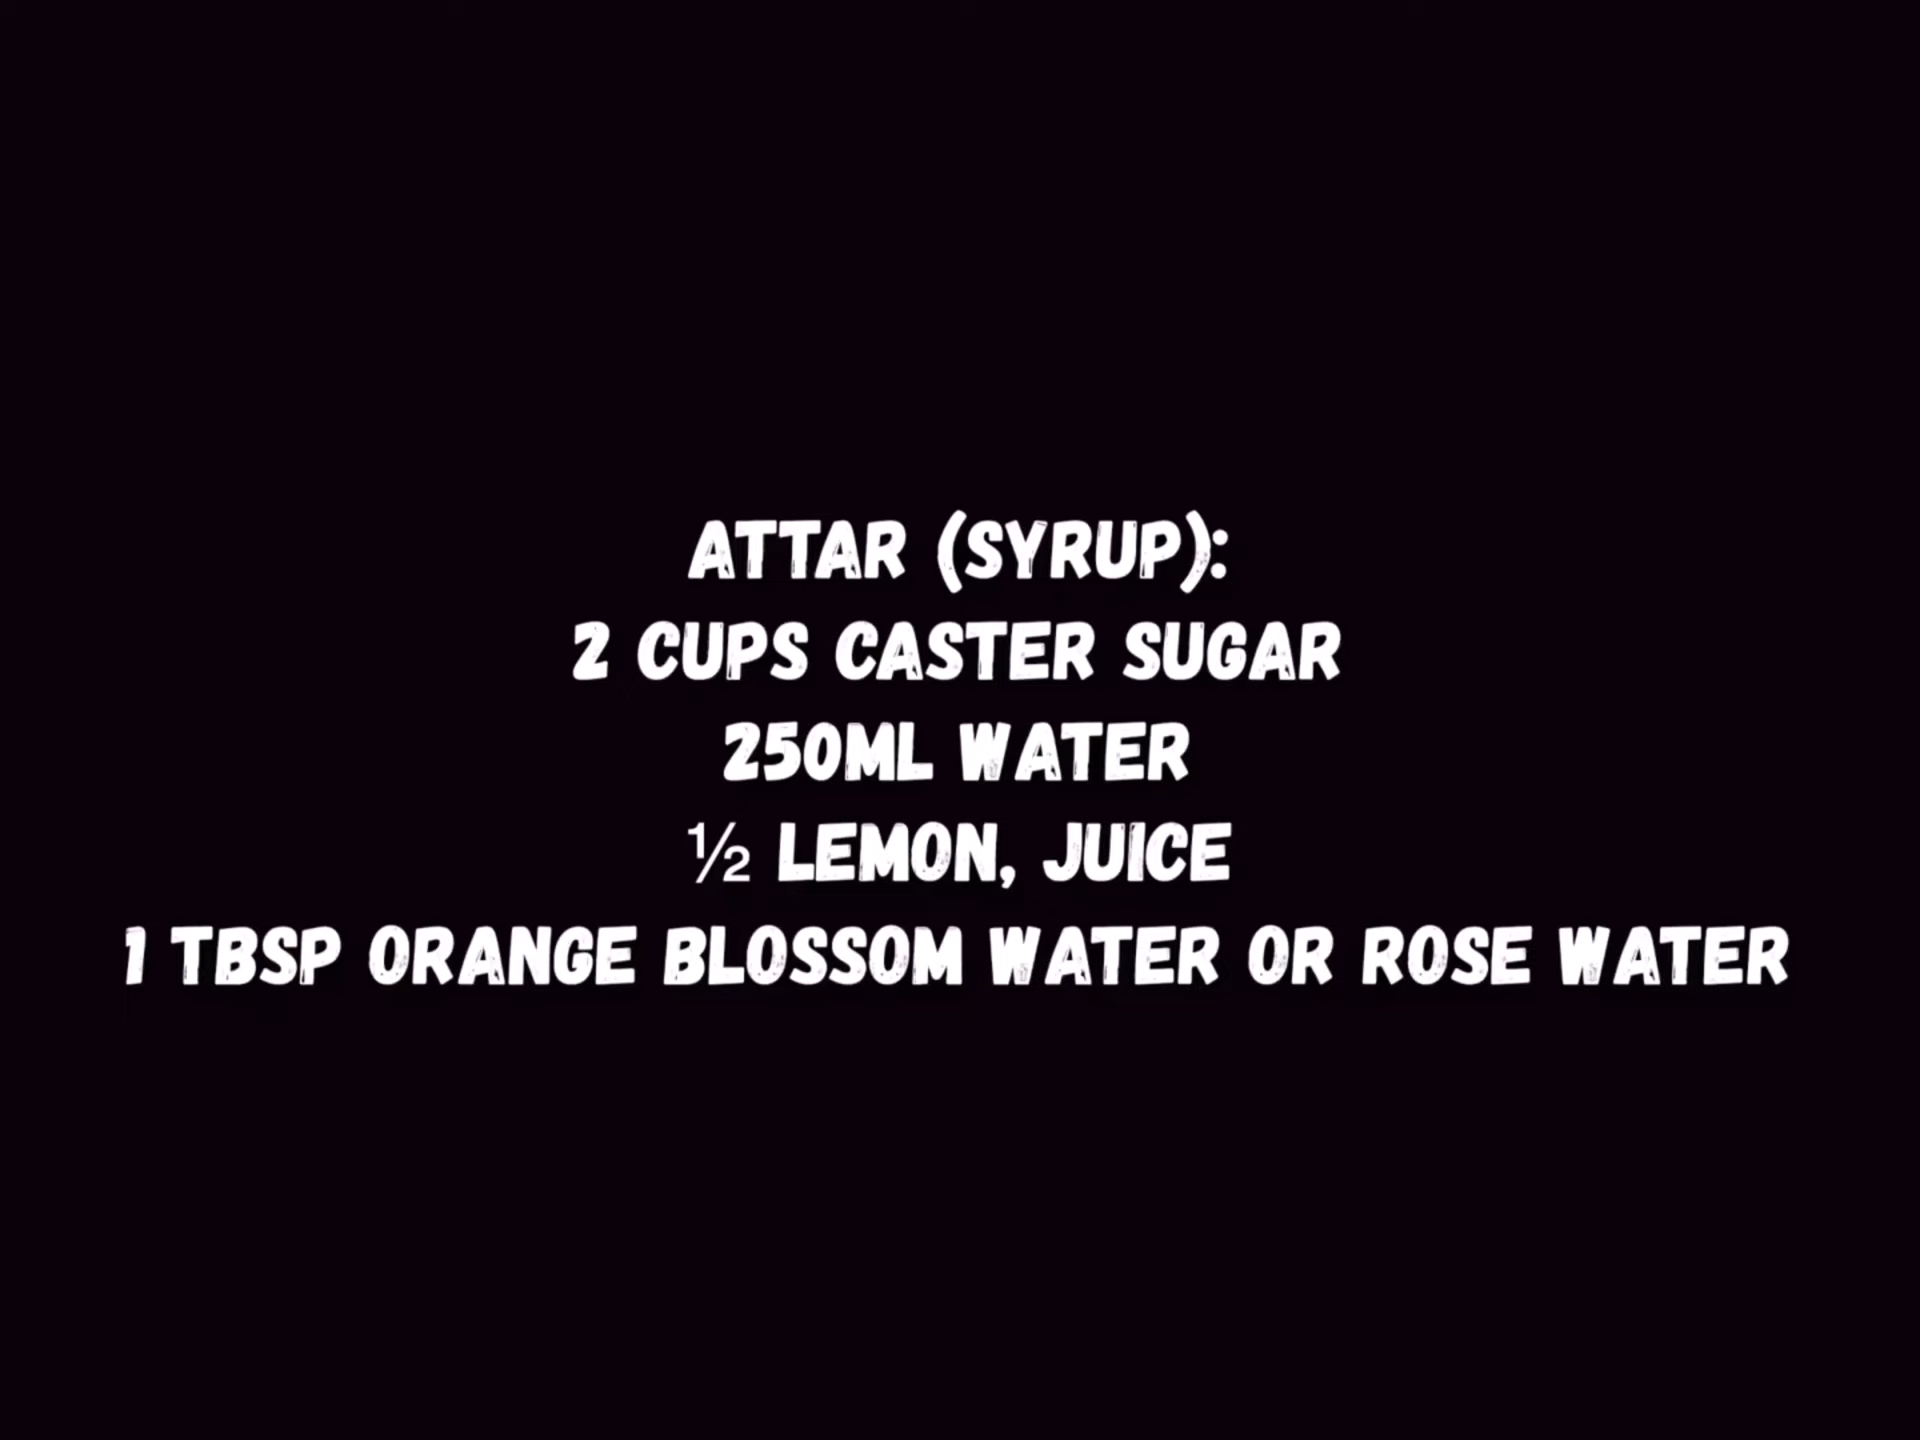 ATTAR (SYRUP):
2 CUPS CASTER SUGAR
250ML WATER
½ LEMON, JUICE
1 TBSP ORANGE BLOSSOM WATER OR ROSE WATER